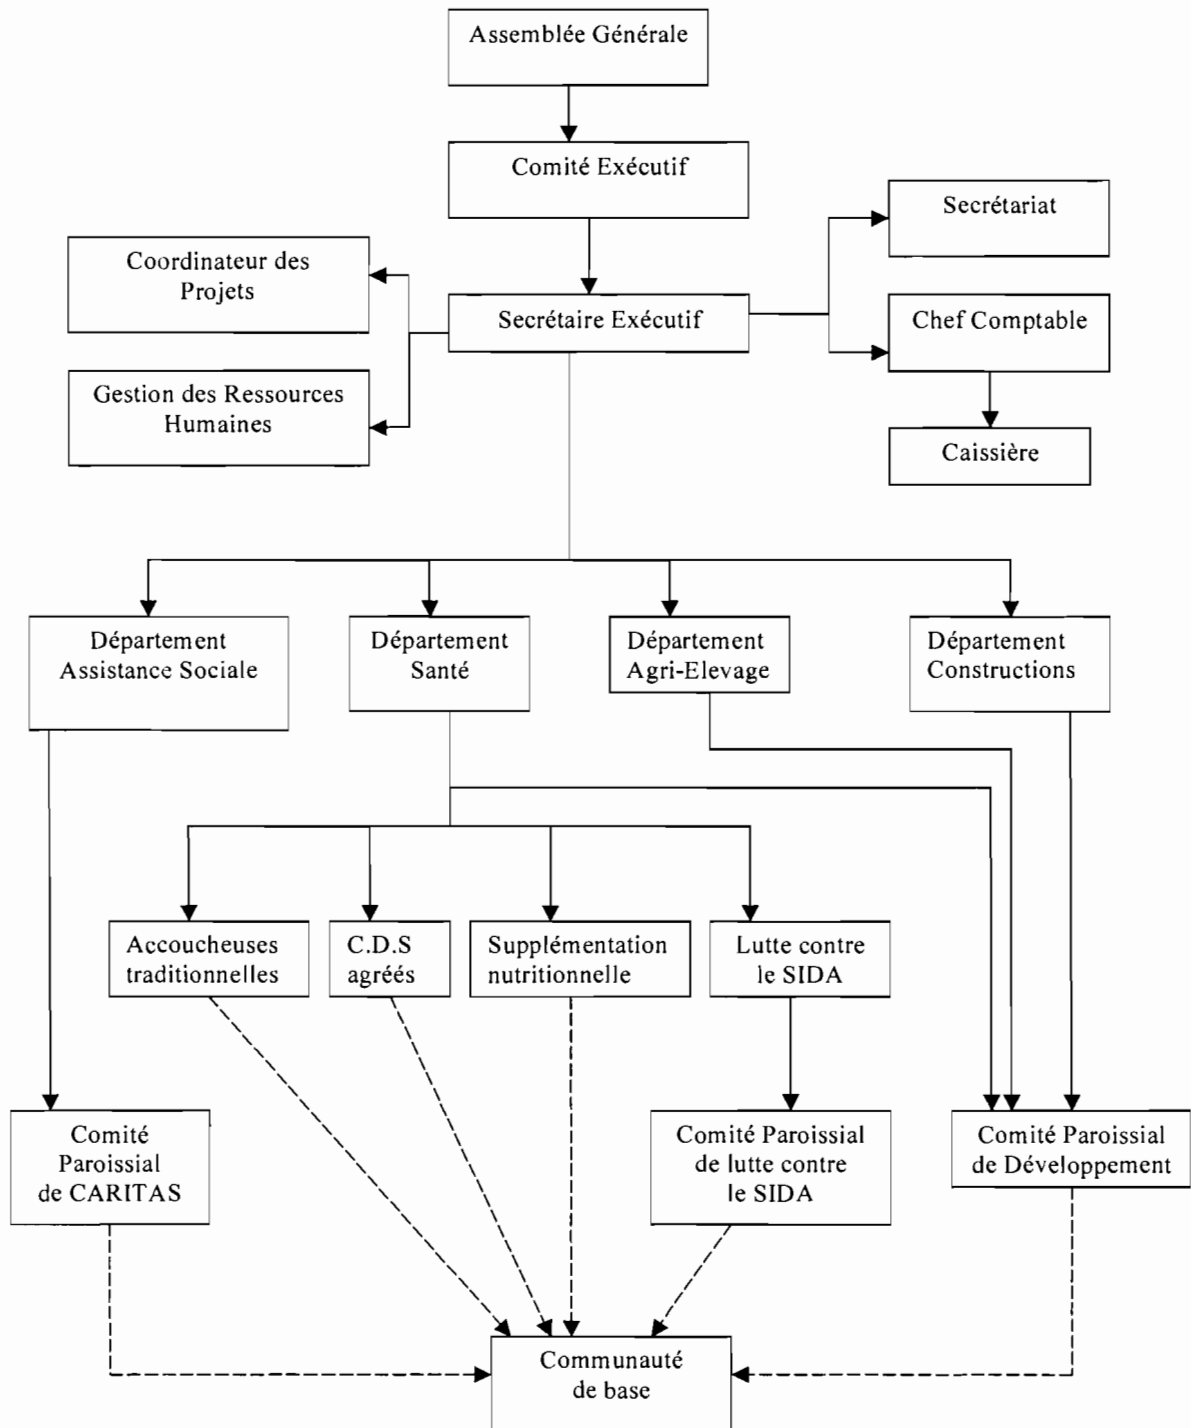 Assemblée Générale
Comité Exécutif
Secrétariat
Coordinateur des
Projets
Secrétaire Exécutif
Chef Comptable
Gestion des Ressources
Humaines
Caissière
Département
Assistance Sociale
Département
Santé
Département
Agri-Elevage
Département
Constructions
Accoucheuses
traditionnelles
C.D.S
agréés
Supplémentation
nutritionnelle
Lutte contre
le SIDA
Comité
Paroissial
de CARITAS
Comité Paroissial
de lutte contre
le SIDA
Comité Paroissial
de Développement
Communauté
de base